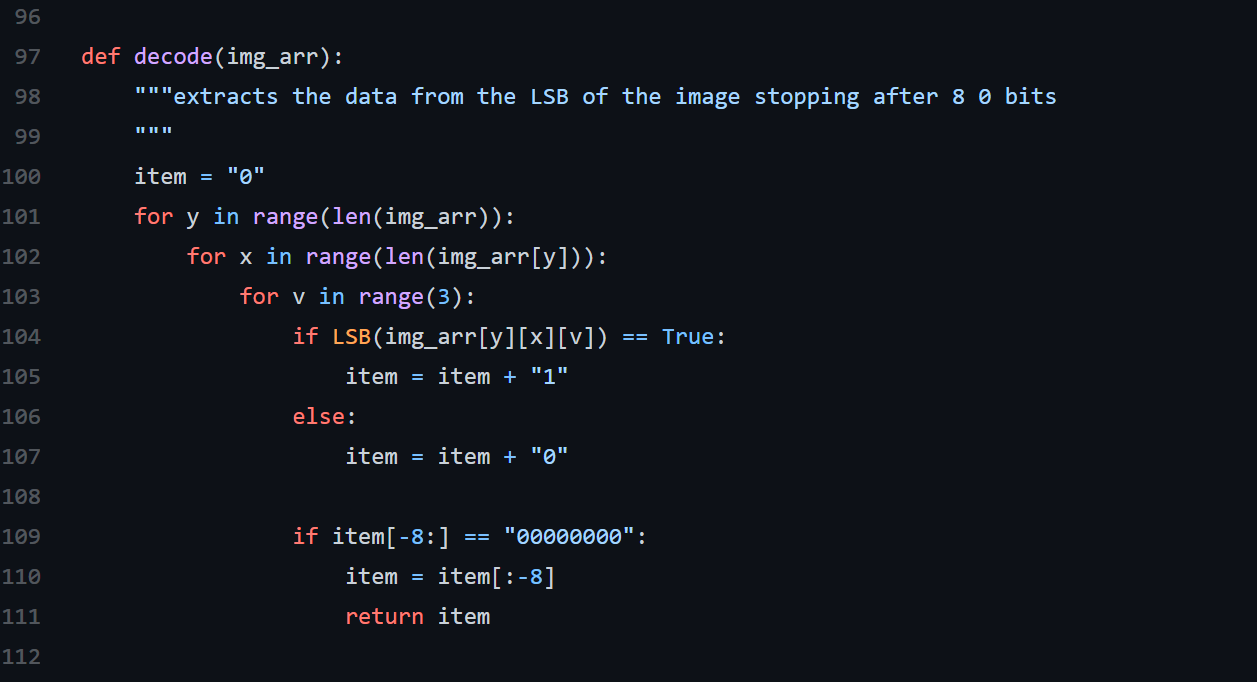 96
97 def decode(img_arr):
98     """extracts the data from the LSB of the image stopping after 8 0 bits
99     """
100     item = "0"
101     for y in range(len(img_arr)):
102         for x in range(len(img_arr[y])):
103             for v in range(3):
104                 if LSB(img_arr[y][x][v]) == True:
105                     item = item + "1"
106                 else:
107                     item = item + "0"
108
109                 if item[-8:] == "00000000":
110                     item = item[:-8]
111                     return item
112